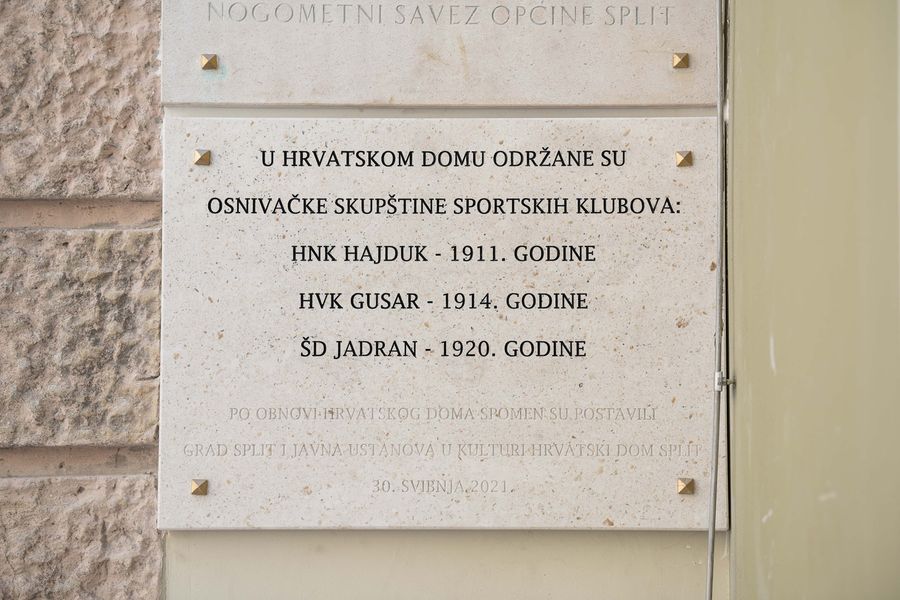 NOGOMETNI SAVEZ OPĆINE SPLIT
U HRVATSKOM DOMU ODRŽANE SU
OSNIVAČKE SKUPŠTINE SPORTSKIH KLUBOVA:
HNK HAJDUK - 1911. GODINE
HVK GUSAR - 1914. GODINE
ŠD JADRAN - 1920. GODINE
PO OBNOVI HRVATSKOG DOMA SPOMEN SU POSTAVILI
GRAD SPLIT I JAVNA USTANOVA U KULTURI HRVATSKI DOM SPLIT
30. SVIBNJA 2021.